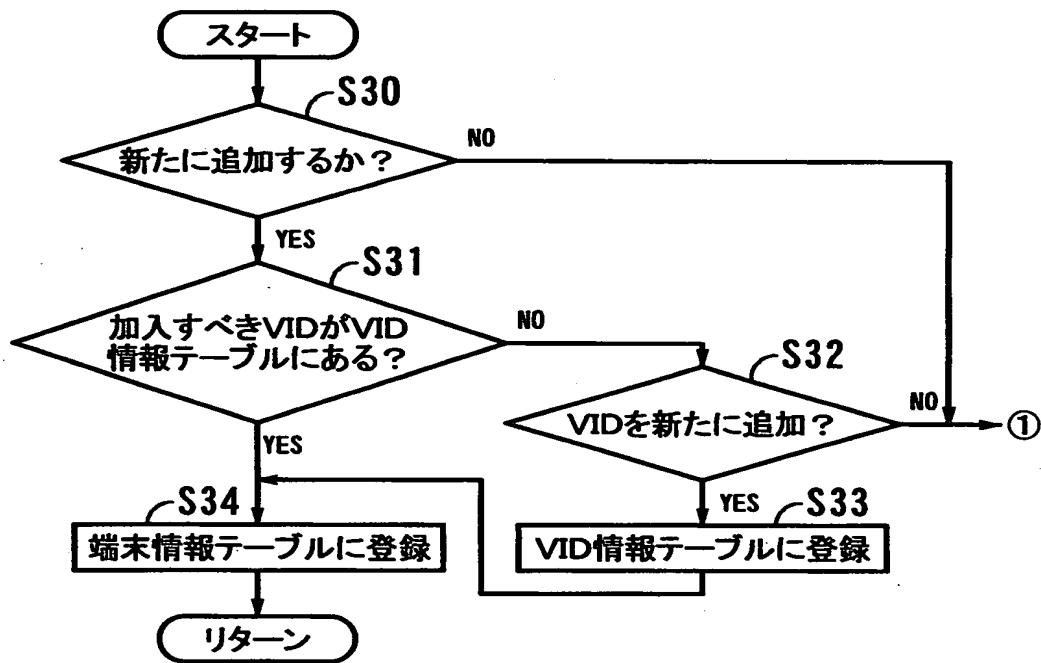 スタート
S30
新たに追加するか？
NO
YES
S31
加入すべきVIDがVID
情報テーブルにある？
NO
YES
S32
VIDを新たに追加？
NO
①
YES
S33
VID情報テーブルに登録
S34
端末情報テーブルに登録
リターン